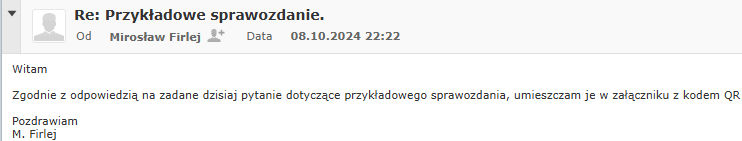 Re: Przykładowe sprawozdanie.
Od Mirosław Firlej Data 08.10.2024 22:22
Witam
Zgodnie z odpowiedzią na zadane dzisiaj pytanie dotyczące przykładowego sprawozdania, umieszczam je w załączniku z kodem QR
Pozdrawiam
M. Firlej